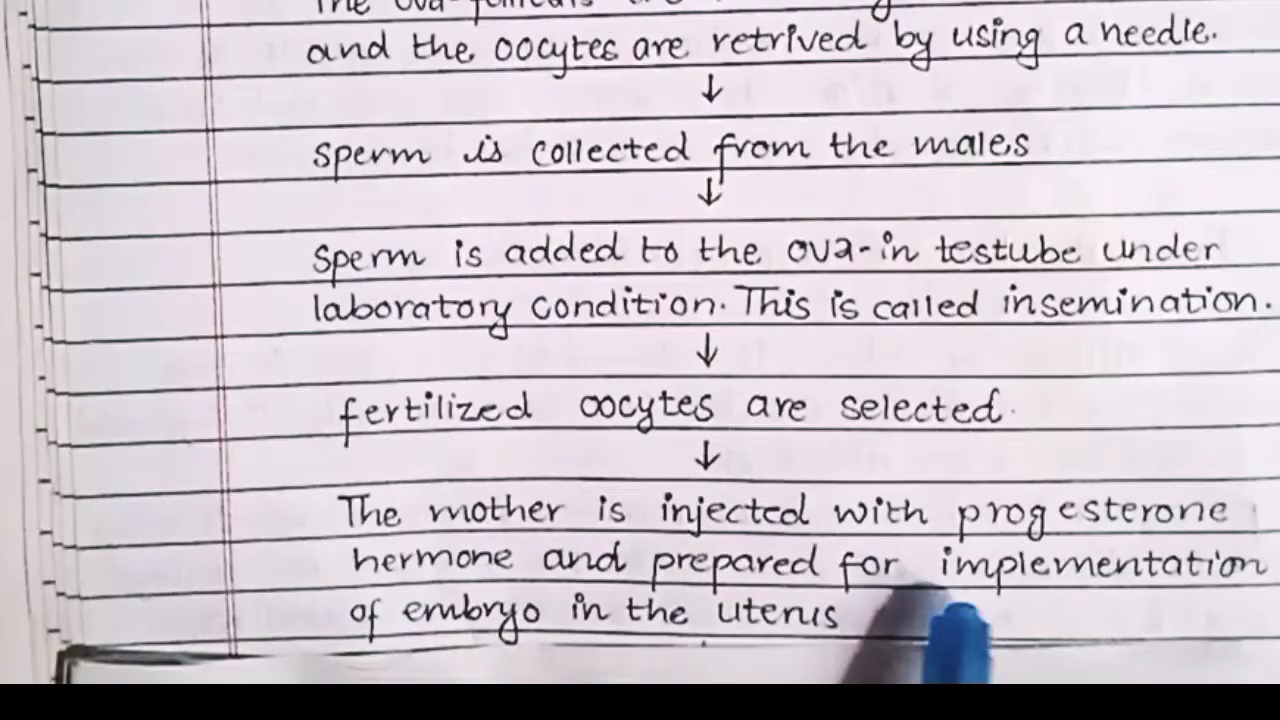 and the oocytes are retrived by using a needle.
↓
sperm is collected from the males
↓
sperm is added to the ova-in testube under
laboratory condition. This is called insemination.
↓
fertilized oocytes are selected.
↓
The mother is injected with progesterone
hermone and prepared for implementation
of embryo in the uterus